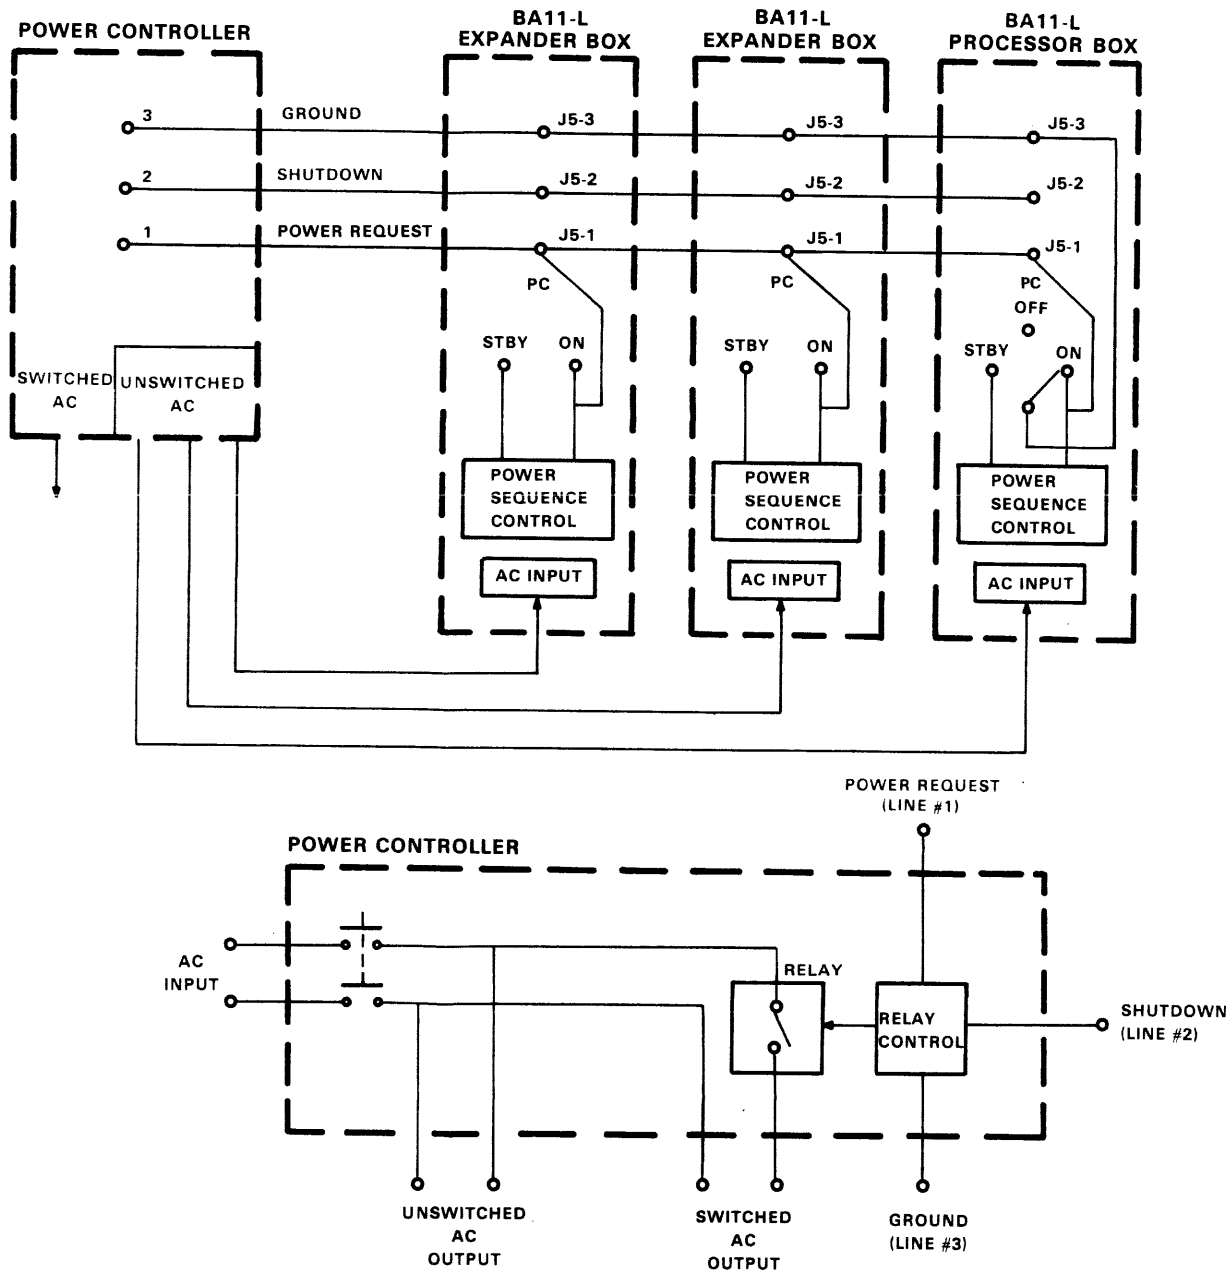 POWER CONTROLLER
BA11-L
EXPANDER BOX
BA11-L
EXPANDER BOX
BA11-L
PROCESSOR BOX
3
GROUND
J5-3
J5-3
J5-3
2
SHUTDOWN
J5-2
J5-2
J5-2
1
POWER REQUEST
J5-1
J5-1
J5-1
PC
PC
PC
OFF
STBY
ON
STBY
ON
STBY
ON
SWITCHED
AC
UNSWITCHED
AC
POWER
SEQUENCE
CONTROL
POWER
SEQUENCE
CONTROL
POWER
SEQUENCE
CONTROL
AC INPUT
AC INPUT
AC INPUT
POWER REQUEST
(LINE #1)
POWER CONTROLLER
AC
INPUT
RELAY
RELAY
CONTROL
SHUTDOWN
(LINE #2)
UNSWITCHED
AC
OUTPUT
SWITCHED
AC
OUTPUT
GROUND
(LINE #3)